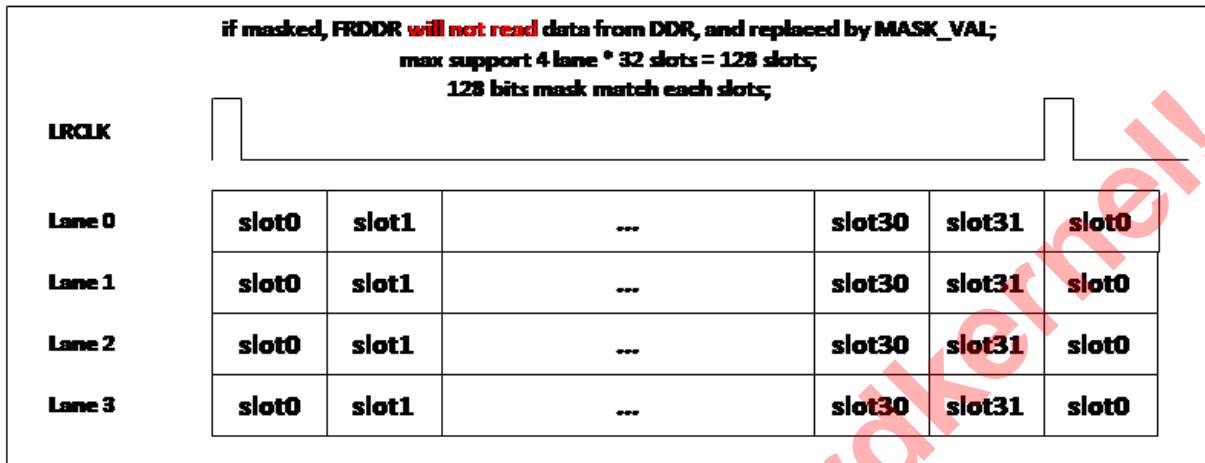 if masked, FRDDR will not read data from DDR, and replaced by MASK_VAL;
max support 4 lane * 32 slots = 128 slots;
128 bits mask match each slots;
LRCLK
Lane 0 slot0 slot1 ... slot30 slot31 slot0
Lane 1 slot0 slot1 ... slot30 slot31 slot0
Lane 2 slot0 slot1 ... slot30 slot31 slot0
Lane 3 slot0 slot1 ... slot30 slot31 slot0